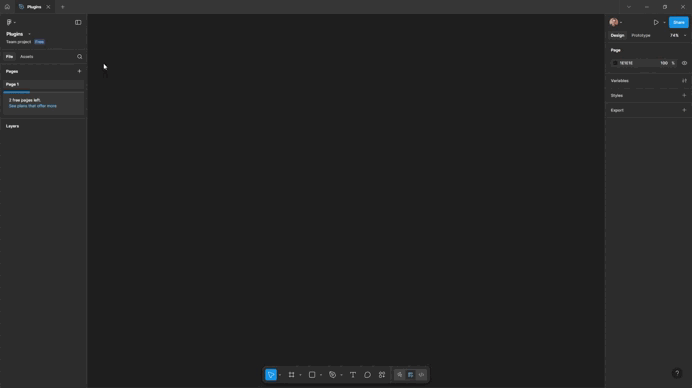 Plugins
Plugins
Team project Free
File Assets
Pages
Page 1
2 free pages left.
See plans that offer more
Layers
Share
Design Prototype 74%
Page
1E1E1E 100 %
Variables
Styles
Export
?